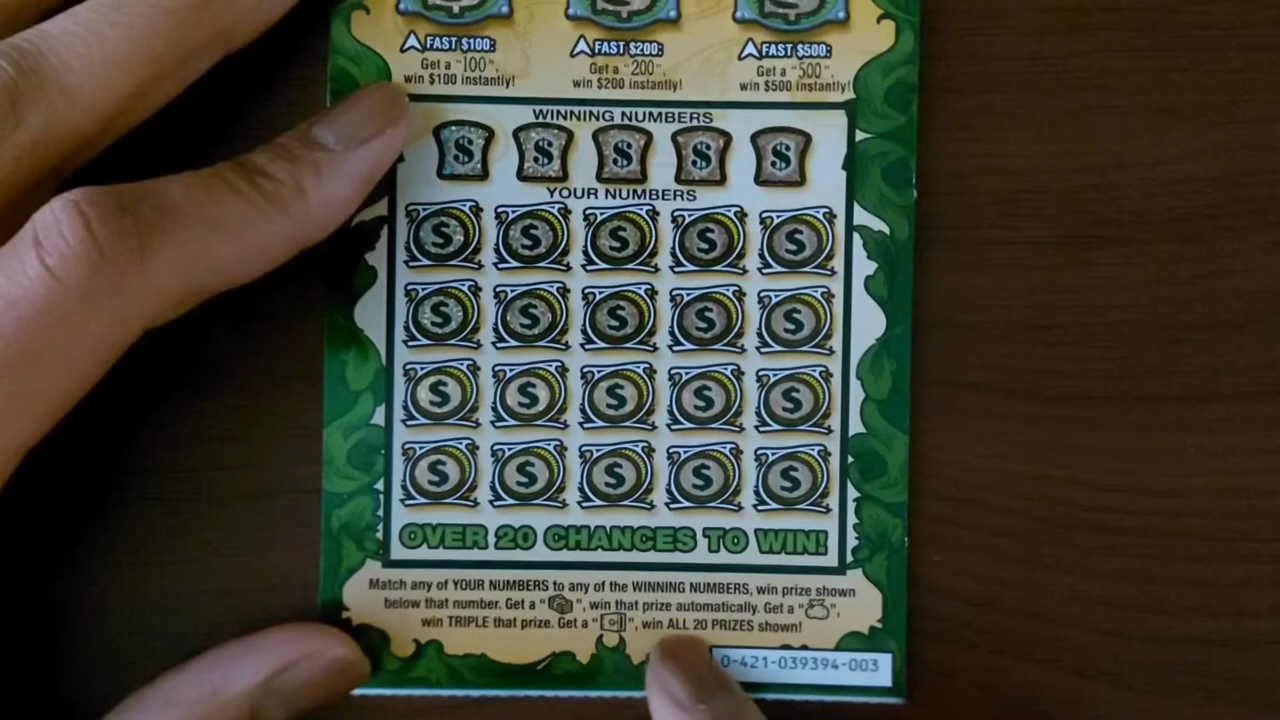 FAST $100: FAST $200: FAST $500:
Get a "100", Get a "200", Get a "500",
win $100 instantly! win $200 instantly! win $500 instantly!
WINNING NUMBERS
$ $ $ $ $
YOUR NUMBERS
$ $ $ $ $
$ $ $ $ $
$ $ $ $ $
$ $ $ $ $
OVER 20 CHANCES TO WIN!
Match any of YOUR NUMBERS to any of the WINNING NUMBERS, win prize shown
below that number. Get a " ", win that prize automatically. Get a " ",
win TRIPLE that prize. Get a " ", win ALL 20 PRIZES shown!
0-421-039394-003